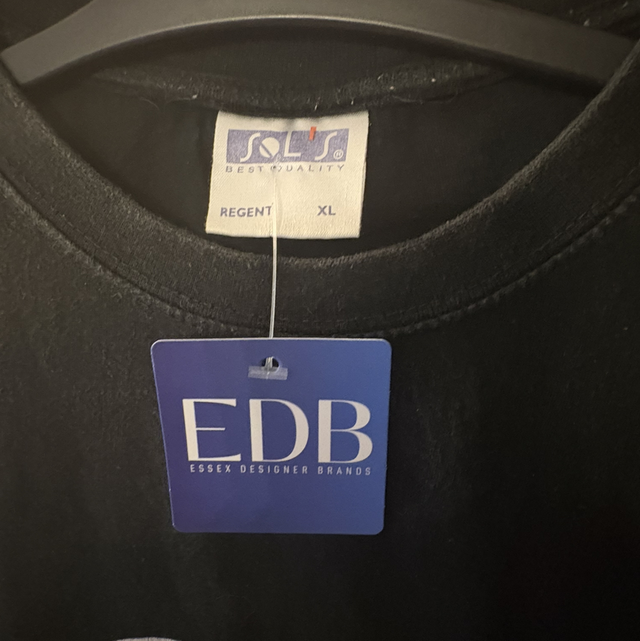 SOL'S®
BEST QUALITY
REGENT XL
EDB
ESSEX DESIGNER BRANDS